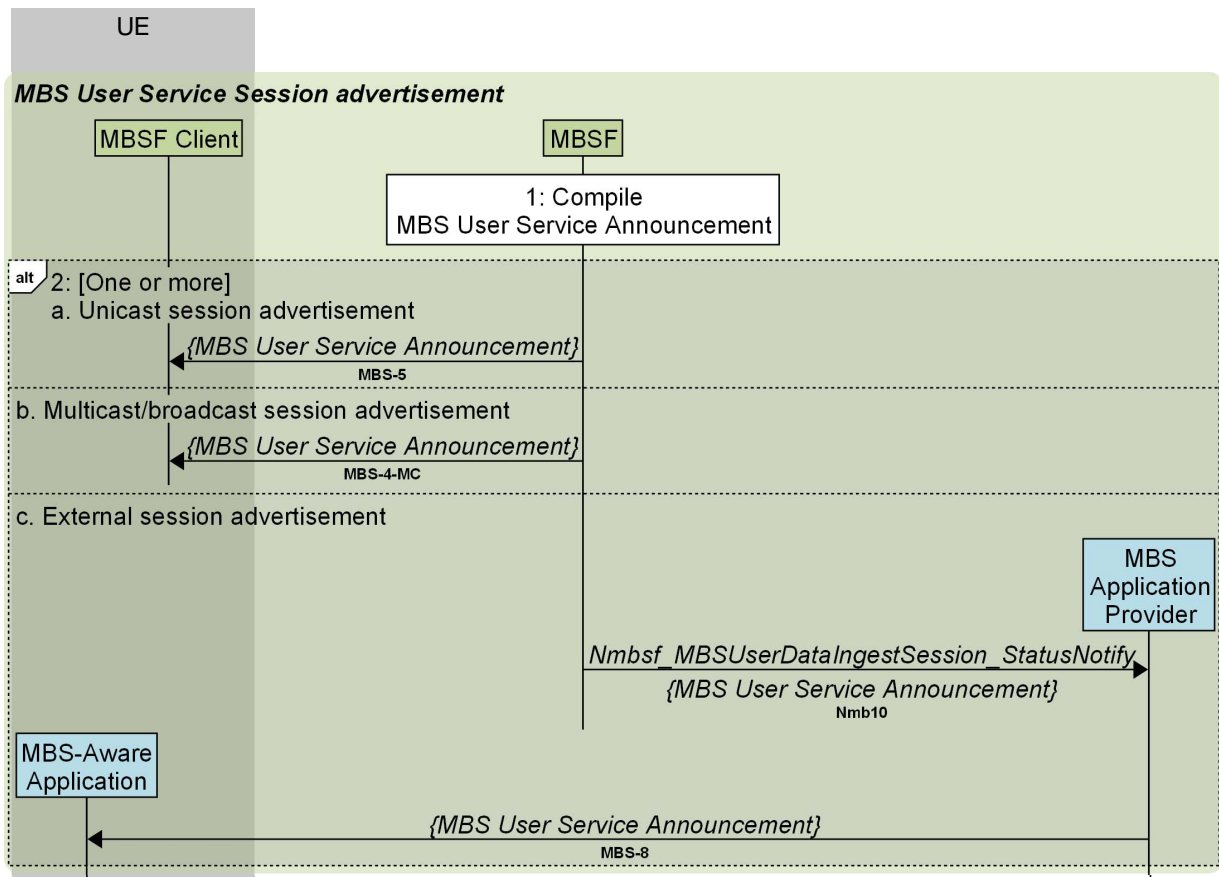 UE
MBS User Service Session advertisement
MBSF Client
MBSF
1: Compile
MBS User Service Announcement
alt
2: [One or more]
a. Unicast session advertisement
{MBS User Service Announcement}
MBS-5
b. Multicast/broadcast session advertisement
{MBS User Service Announcement}
MBS-4-MC
c. External session advertisement
MBS
Application
Provider
Nmbsf_MBSUserDataIngestSession_StatusNotify
{MBS User Service Announcement}
Nmb10
MBS-Aware
Application
{MBS User Service Announcement}
MBS-8